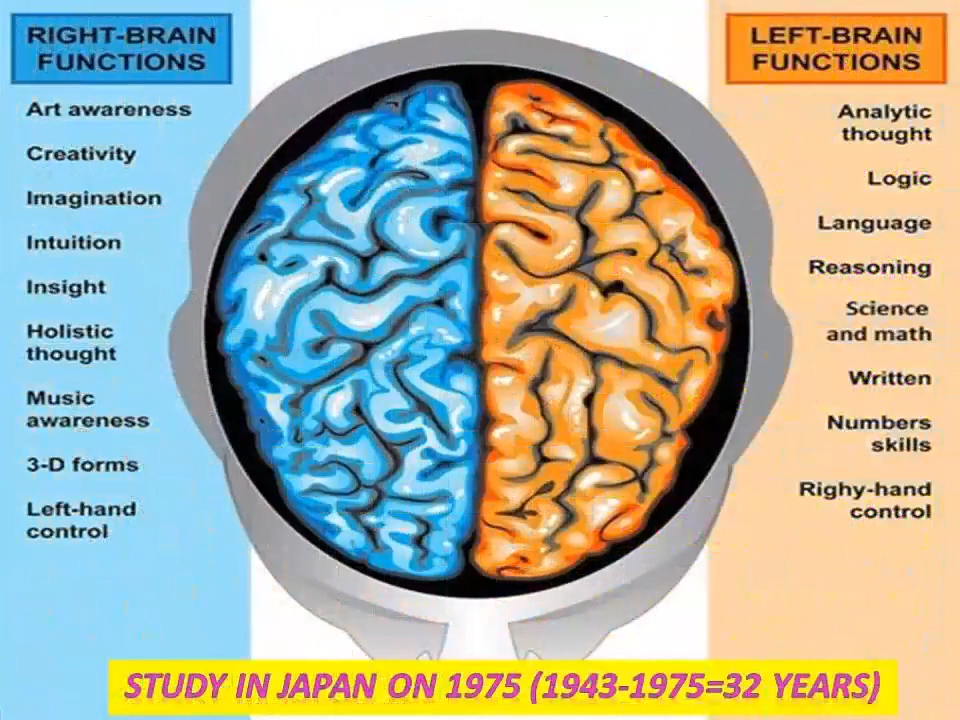 RIGHT-BRAIN
FUNCTIONS
Art awareness
Creativity
Imagination
Intuition
Insight
Holistic
thought
Music
awareness
3-D forms
Left-hand
control
LEFT-BRAIN
FUNCTIONS
Analytic
thought
Logic
Language
Reasoning
Science
and math
Written
Numbers
skills
Righy-hand
control
STUDY IN JAPAN ON 1975 (1943-1975=32 YEARS)